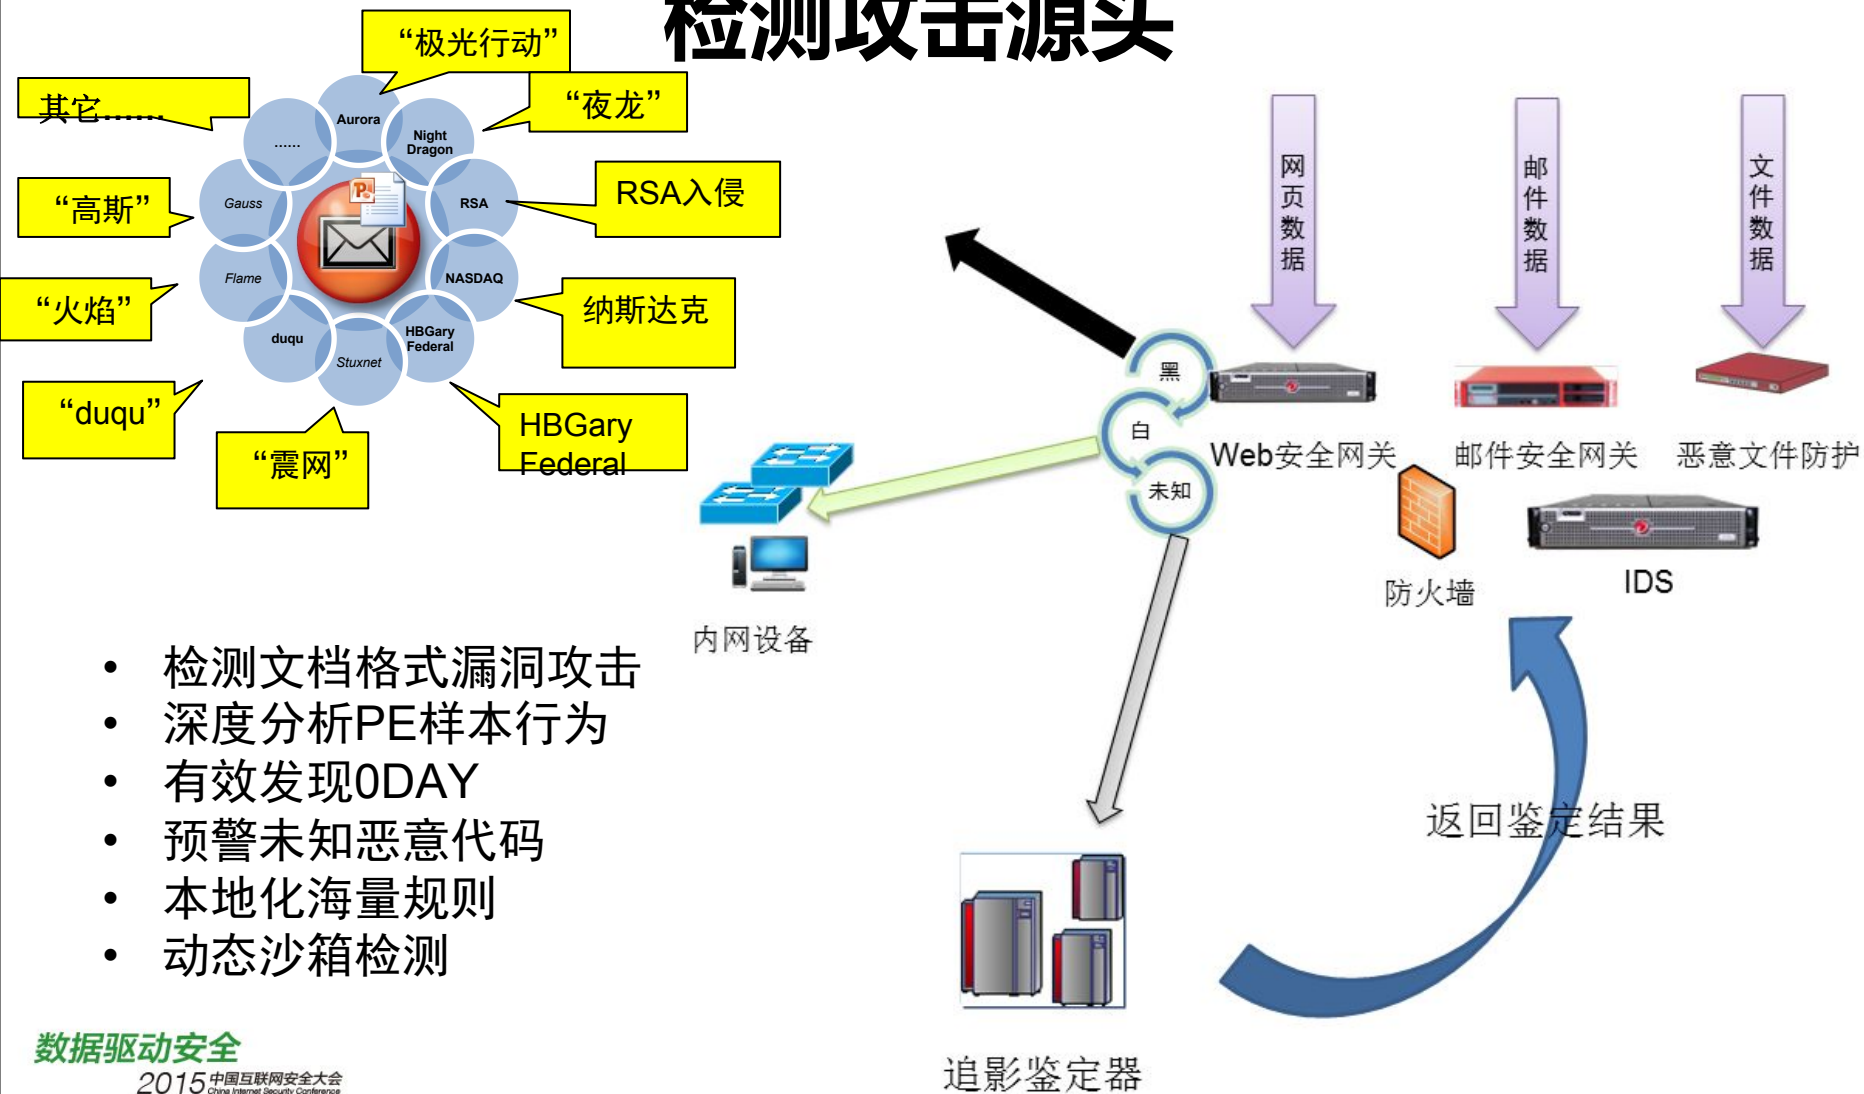 检测攻击源头
“极光行动”
其它……
“夜龙”
Aurora
……
Night
Dragon
RSA入侵
“高斯”
Gauss
RSA
“火焰”
Flame
NASDAQ
纳斯达克
duqu
HBGary
Federal
Stuxnet
“duqu”
“震网”
HBGary
Federal
网页数据
邮件数据
文件数据
黑
白
未知
Web安全网关
邮件安全网关
恶意文件防护
防火墙
IDS
内网设备
• 检测文档格式漏洞攻击
• 深度分析PE样本行为
• 有效发现0DAY
• 预警未知恶意代码
• 本地化海量规则
• 动态沙箱检测
返回鉴定结果
追影鉴定器
数据驱动安全
2015 中国互联网安全大会
China Internet Security Conference